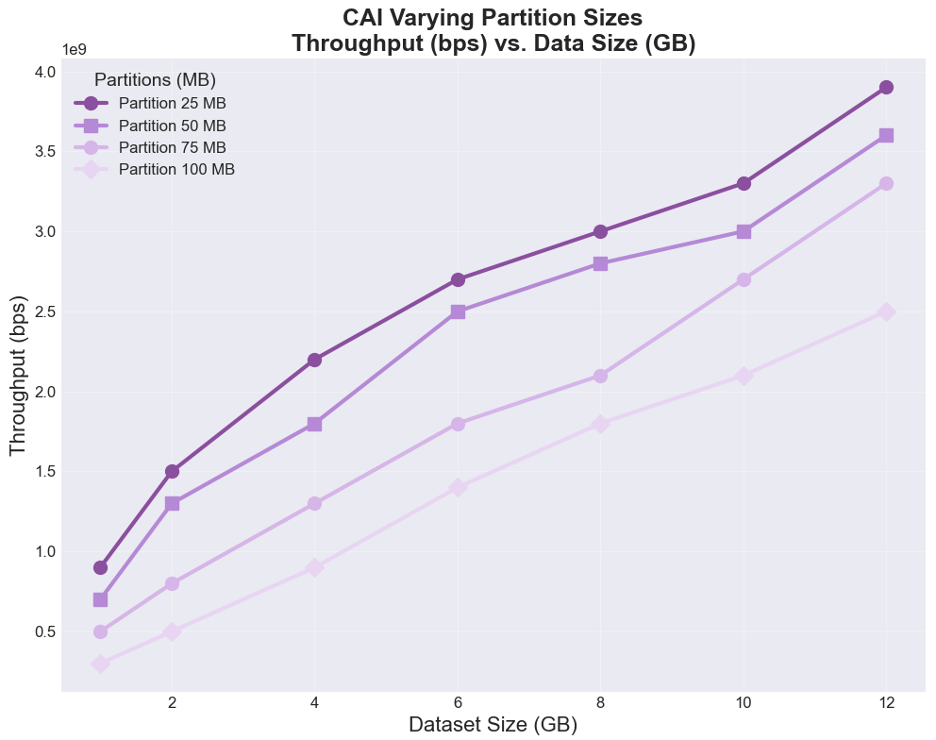 CAI Varying Partition Sizes
Throughput (bps) vs. Data Size (GB)
1e9
Partitions (MB)
Partition 25 MB
Partition 50 MB
Partition 75 MB
Partition 100 MB
4.0
3.5
3.0
2.5
2.0
1.5
1.0
0.5
Throughput (bps)
2 4 6 8 10 12
Dataset Size (GB)